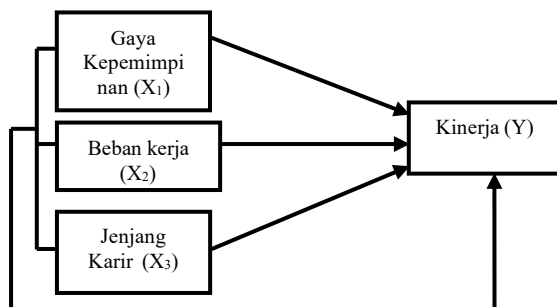 Gaya
Kepemimpi
nan (X₁)
Beban kerja
(X₂)
Jenjang
Karir (X₃)
Kinerja (Y)